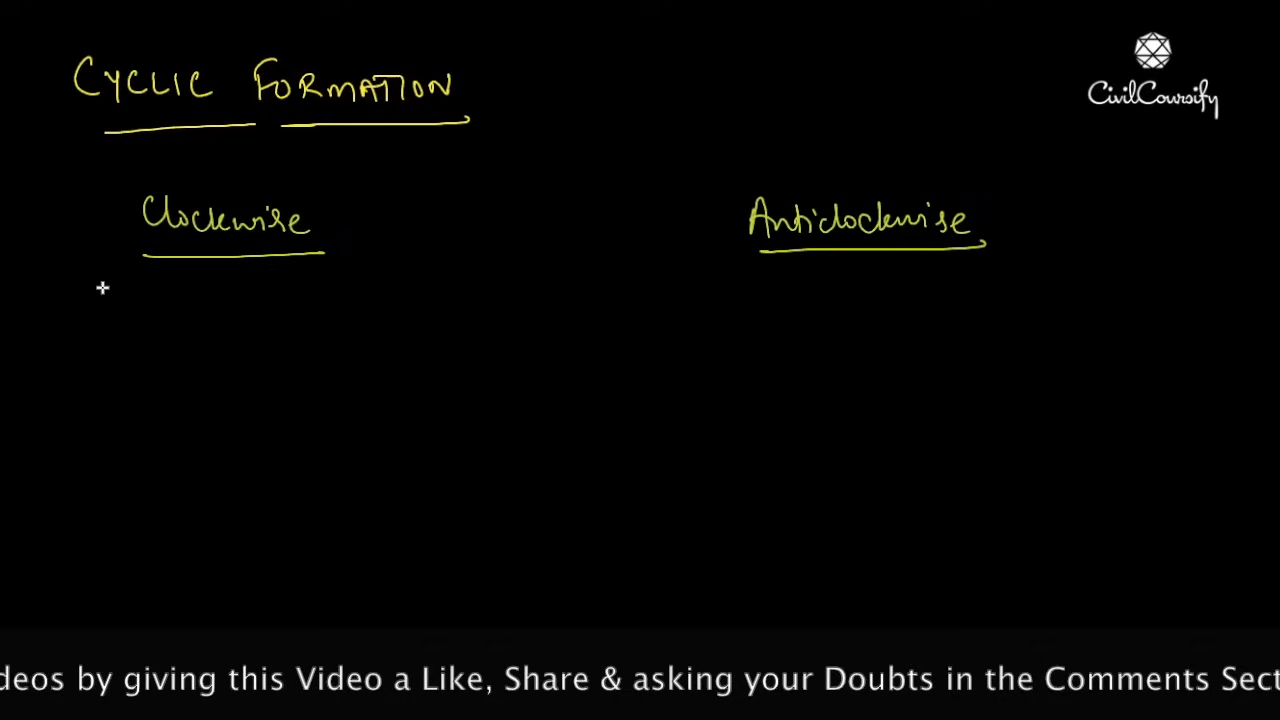 CYCLIC FORMATION
CivilCoursify
Clockwise
Anticlockwise
deos by giving this Video a Like, Share & asking your Doubts in the Comments Sect